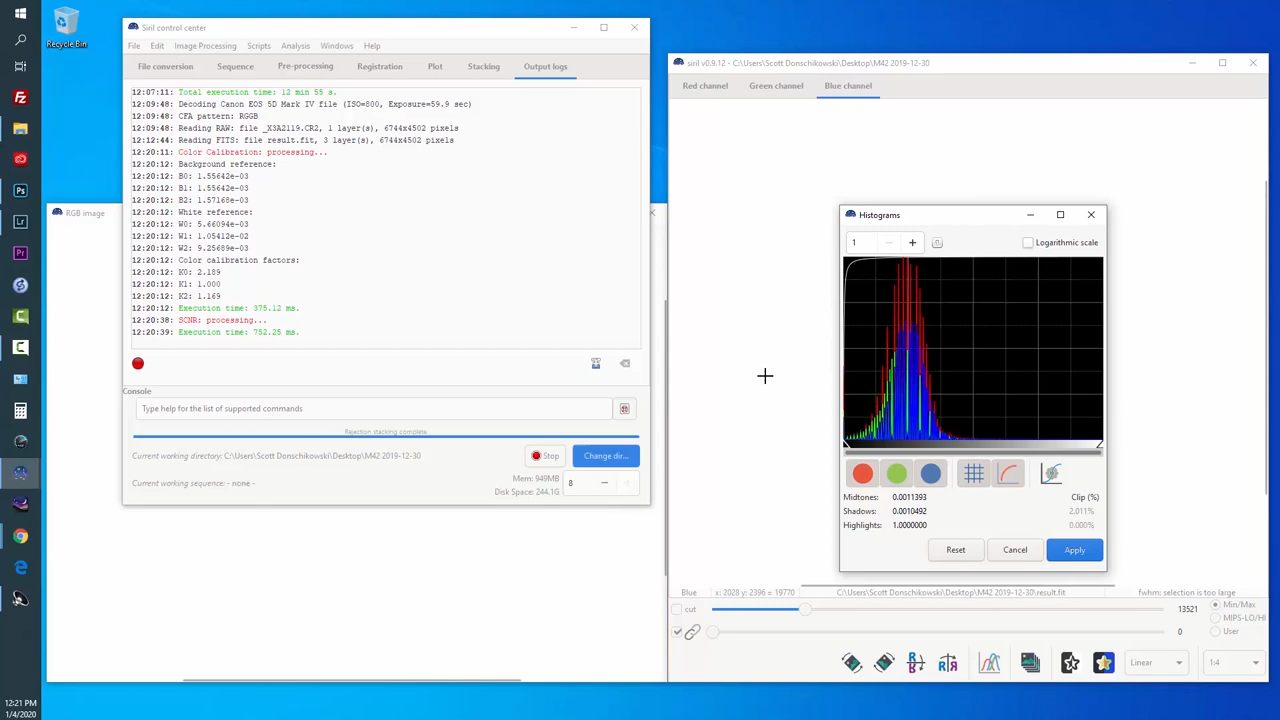 Recycle Bin
Siril control center
File Edit Image Processing Scripts Analysis Windows Help
File conversion Sequence Pre-processing Registration Plot Stacking Output logs
12:07:11: Total execution time: 12 min 55 s.
12:09:48: Decoding Canon EOS 5D Mark IV file (ISO=800, Exposure=59.9 sec)
12:09:48: CFA pattern: RGGB
12:09:48: Reading RAW: file _X3A2119.CR2, 1 layer(s), 6744x4502 pixels
12:12:44: Reading FITS: file result.fit, 3 layer(s), 6744x4502 pixels
12:20:11: Color Calibration: processing...
12:20:12: Background reference:
12:20:12: B0: 1.55642e-03
12:20:12: B1: 1.55642e-03
12:20:12: B2: 1.57168e-03
12:20:12: White reference:
12:20:12: W0: 5.66094e-03
12:20:12: W1: 1.05412e-02
12:20:12: W2: 9.25689e-03
12:20:12: Color calibration factors:
12:20:12: K0: 2.189
12:20:12: K1: 1.000
12:20:12: K2: 1.169
12:20:12: Execution time: 375.12 ms.
12:20:38: SCNR: processing...
12:20:39: Execution time: 752.25 ms.
Console
Type help for the list of supported commands
Rejection stacking complete
Current working directory: C:\Users\Scott Donschikowski\Desktop\M42 2019-12-30
Stop
Change dir...
Current working sequence: - none -
Mem: 949MB
Disk Space: 244.1G
8
RGB image
siril v0.9.12 - C:\Users\Scott Donschikowski\Desktop\M42 2019-12-30
Red channel Green channel Blue channel
Histograms
1
Logarithmic scale
Midtones: 0.0011393 Clip (%)
Shadows: 0.0010492 2.011%
Highlights: 1.0000000 0.000%
Reset Cancel Apply
Blue x: 2028 y: 2396 = 19770 C:\Users\Scott Donschikowski\Desktop\M42 2019-12-30\result.fit fwhm: selection is too large
cut 13521 Min/Max
0 MIPS-LO/HI
User
Linear 1:4
Ps
Lr
Pr
12:21 PM
1/4/2020